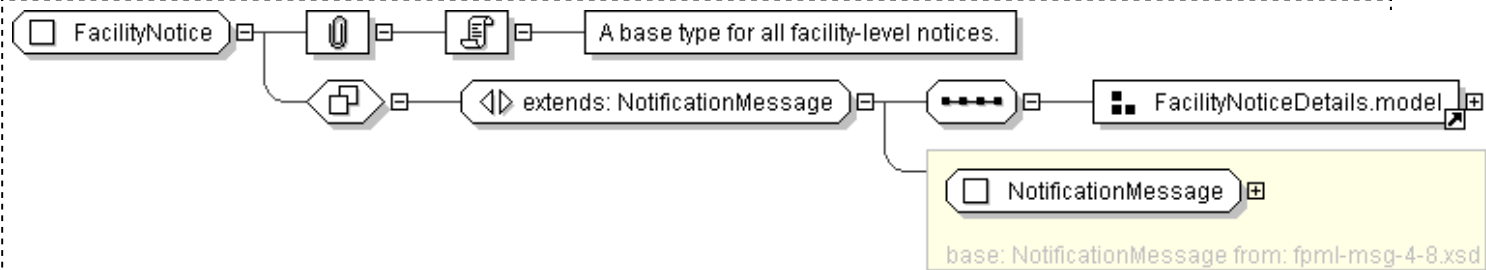 FacilityNotice
A base type for all facility-level notices.
extends: NotificationMessage
FacilityNoticeDetails.model
NotificationMessage
base: NotificationMessage from: fpml-msg-4-8.xsd